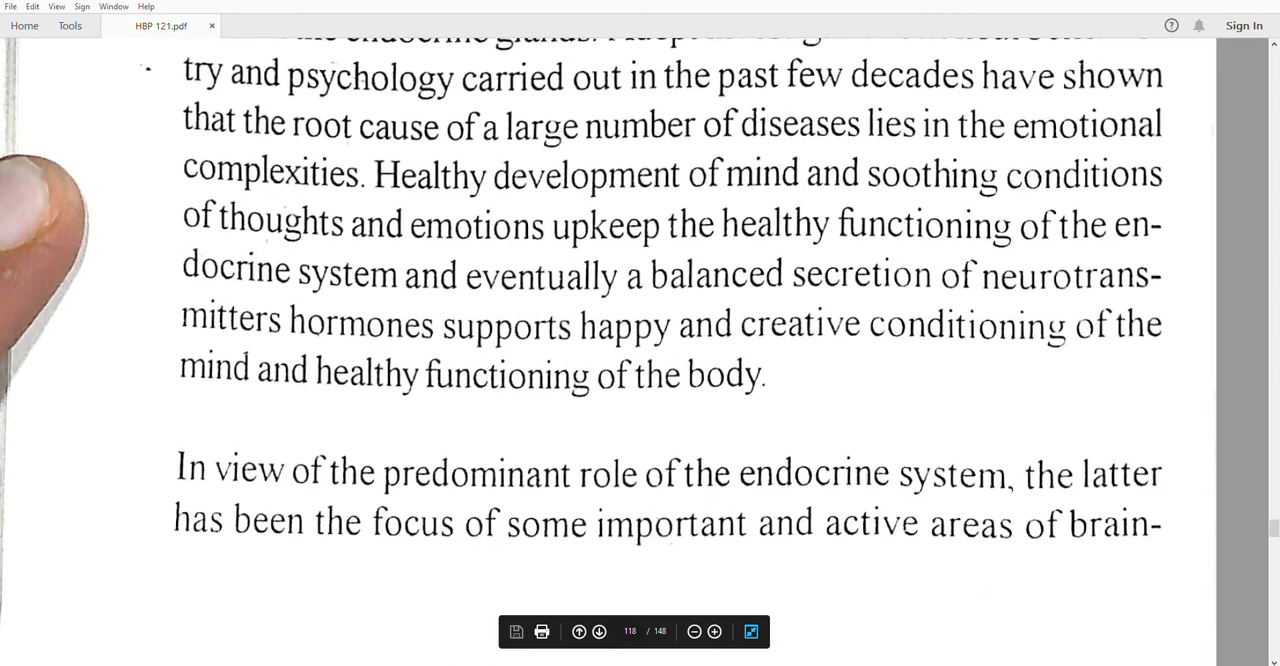 File Edit View Sign Window Help
Home Tools HBP 121.pdf × Sign In
try and psychology carried out in the past few decades have shown
that the root cause of a large number of diseases lies in the emotional
complexities. Healthy development of mind and soothing conditions
of thoughts and emotions upkeep the healthy functioning of the en-
docrine system and eventually a balanced secretion of neurotrans-
mitters hormones supports happy and creative conditioning of the
mind and healthy functioning of the body.
In view of the predominant role of the endocrine system, the latter
has been the focus of some important and active areas of brain-
118 / 148